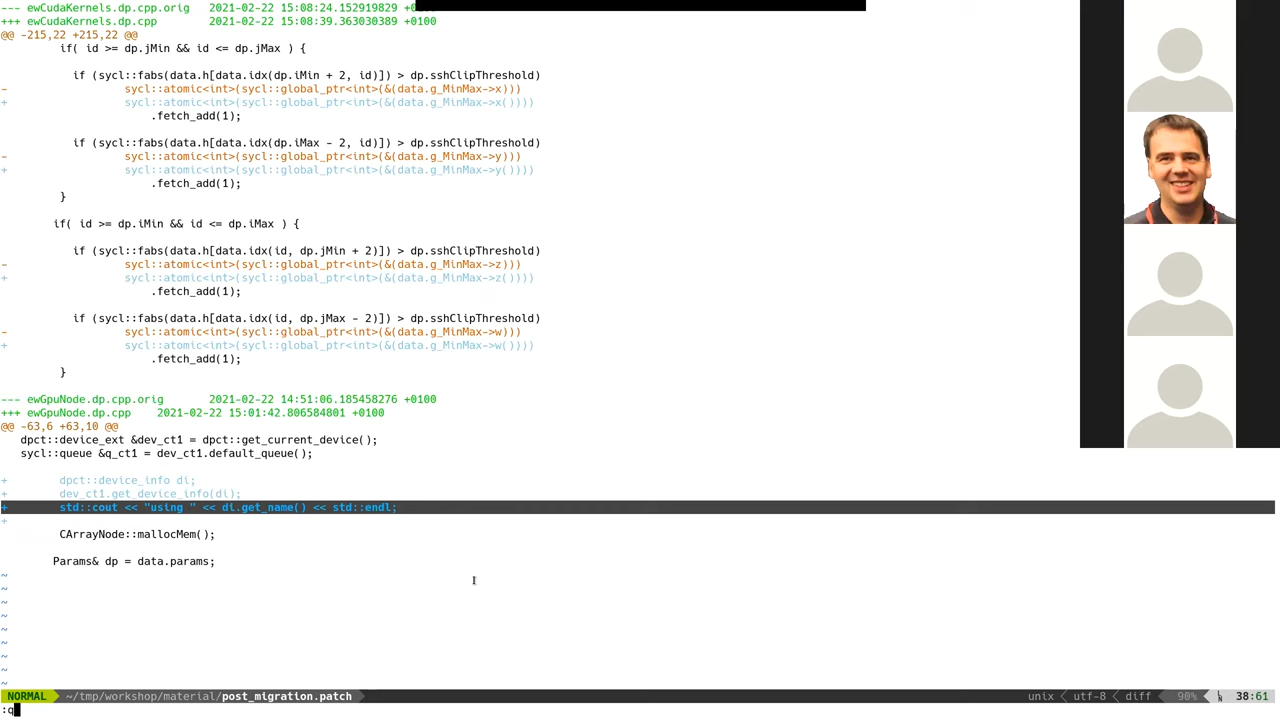 --- ewCudaKernels.dp.cpp.orig 2021-02-22 15:08:24.152919829 +0
+++ ewCudaKernels.dp.cpp 2021-02-22 15:08:39.363030389 +0100
@@ -215,22 +215,22 @@
if( id >= dp.jMin && id <= dp.jMax ) {
if (sycl::fabs(data.h[data.idx(dp.iMin + 2, id)]) > dp.sshClipThreshold)
- sycl::atomic<int>(sycl::global_ptr<int>(&(data.g_MinMax->x)))
+ sycl::atomic<int>(sycl::global_ptr<int>(&(data.g_MinMax->x())))
.fetch_add(1);
if (sycl::fabs(data.h[data.idx(dp.iMax - 2, id)]) > dp.sshClipThreshold)
- sycl::atomic<int>(sycl::global_ptr<int>(&(data.g_MinMax->y)))
+ sycl::atomic<int>(sycl::global_ptr<int>(&(data.g_MinMax->y())))
.fetch_add(1);
}
if( id >= dp.iMin && id <= dp.iMax ) {
if (sycl::fabs(data.h[data.idx(id, dp.jMin + 2)]) > dp.sshClipThreshold)
- sycl::atomic<int>(sycl::global_ptr<int>(&(data.g_MinMax->z)))
+ sycl::atomic<int>(sycl::global_ptr<int>(&(data.g_MinMax->z())))
.fetch_add(1);
if (sycl::fabs(data.h[data.idx(id, dp.jMax - 2)]) > dp.sshClipThreshold)
- sycl::atomic<int>(sycl::global_ptr<int>(&(data.g_MinMax->w)))
+ sycl::atomic<int>(sycl::global_ptr<int>(&(data.g_MinMax->w())))
.fetch_add(1);
}
--- ewGpuNode.dp.cpp.orig 2021-02-22 14:51:06.185458276 +0100
+++ ewGpuNode.dp.cpp 2021-02-22 15:01:42.806584801 +0100
@@ -63,6 +63,10 @@
dpct::device_ext &dev_ct1 = dpct::get_current_device();
sycl::queue &q_ct1 = dev_ct1.default_queue();
+ dpct::device_info di;
+ dev_ct1.get_device_info(di);
+ std::cout << "using " << di.get_name() << std::endl;
+
CArrayNode::mallocMem();
Params& dp = data.params;
~
~
~
~
~
~
~
~
NORMAL ~/tmp/workshop/material/post_migration.patch unix utf-8 diff 90% 38:61
:q